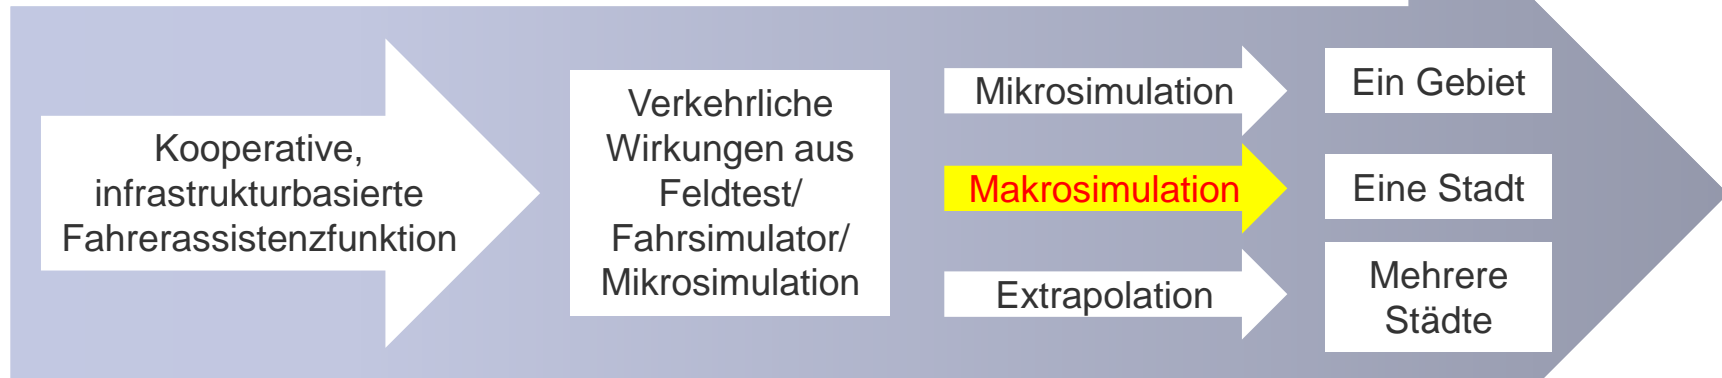 Kooperative,
infrastrukturbasierte
Fahrerassistenzfunktion
Verkehrliche
Wirkungen aus
Feldtest/
Fahrsimulator/
Mikrosimulation
Mikrosimulation
Ein Gebiet
Makrosimulation
Eine Stadt
Extrapolation
Mehrere
Städte